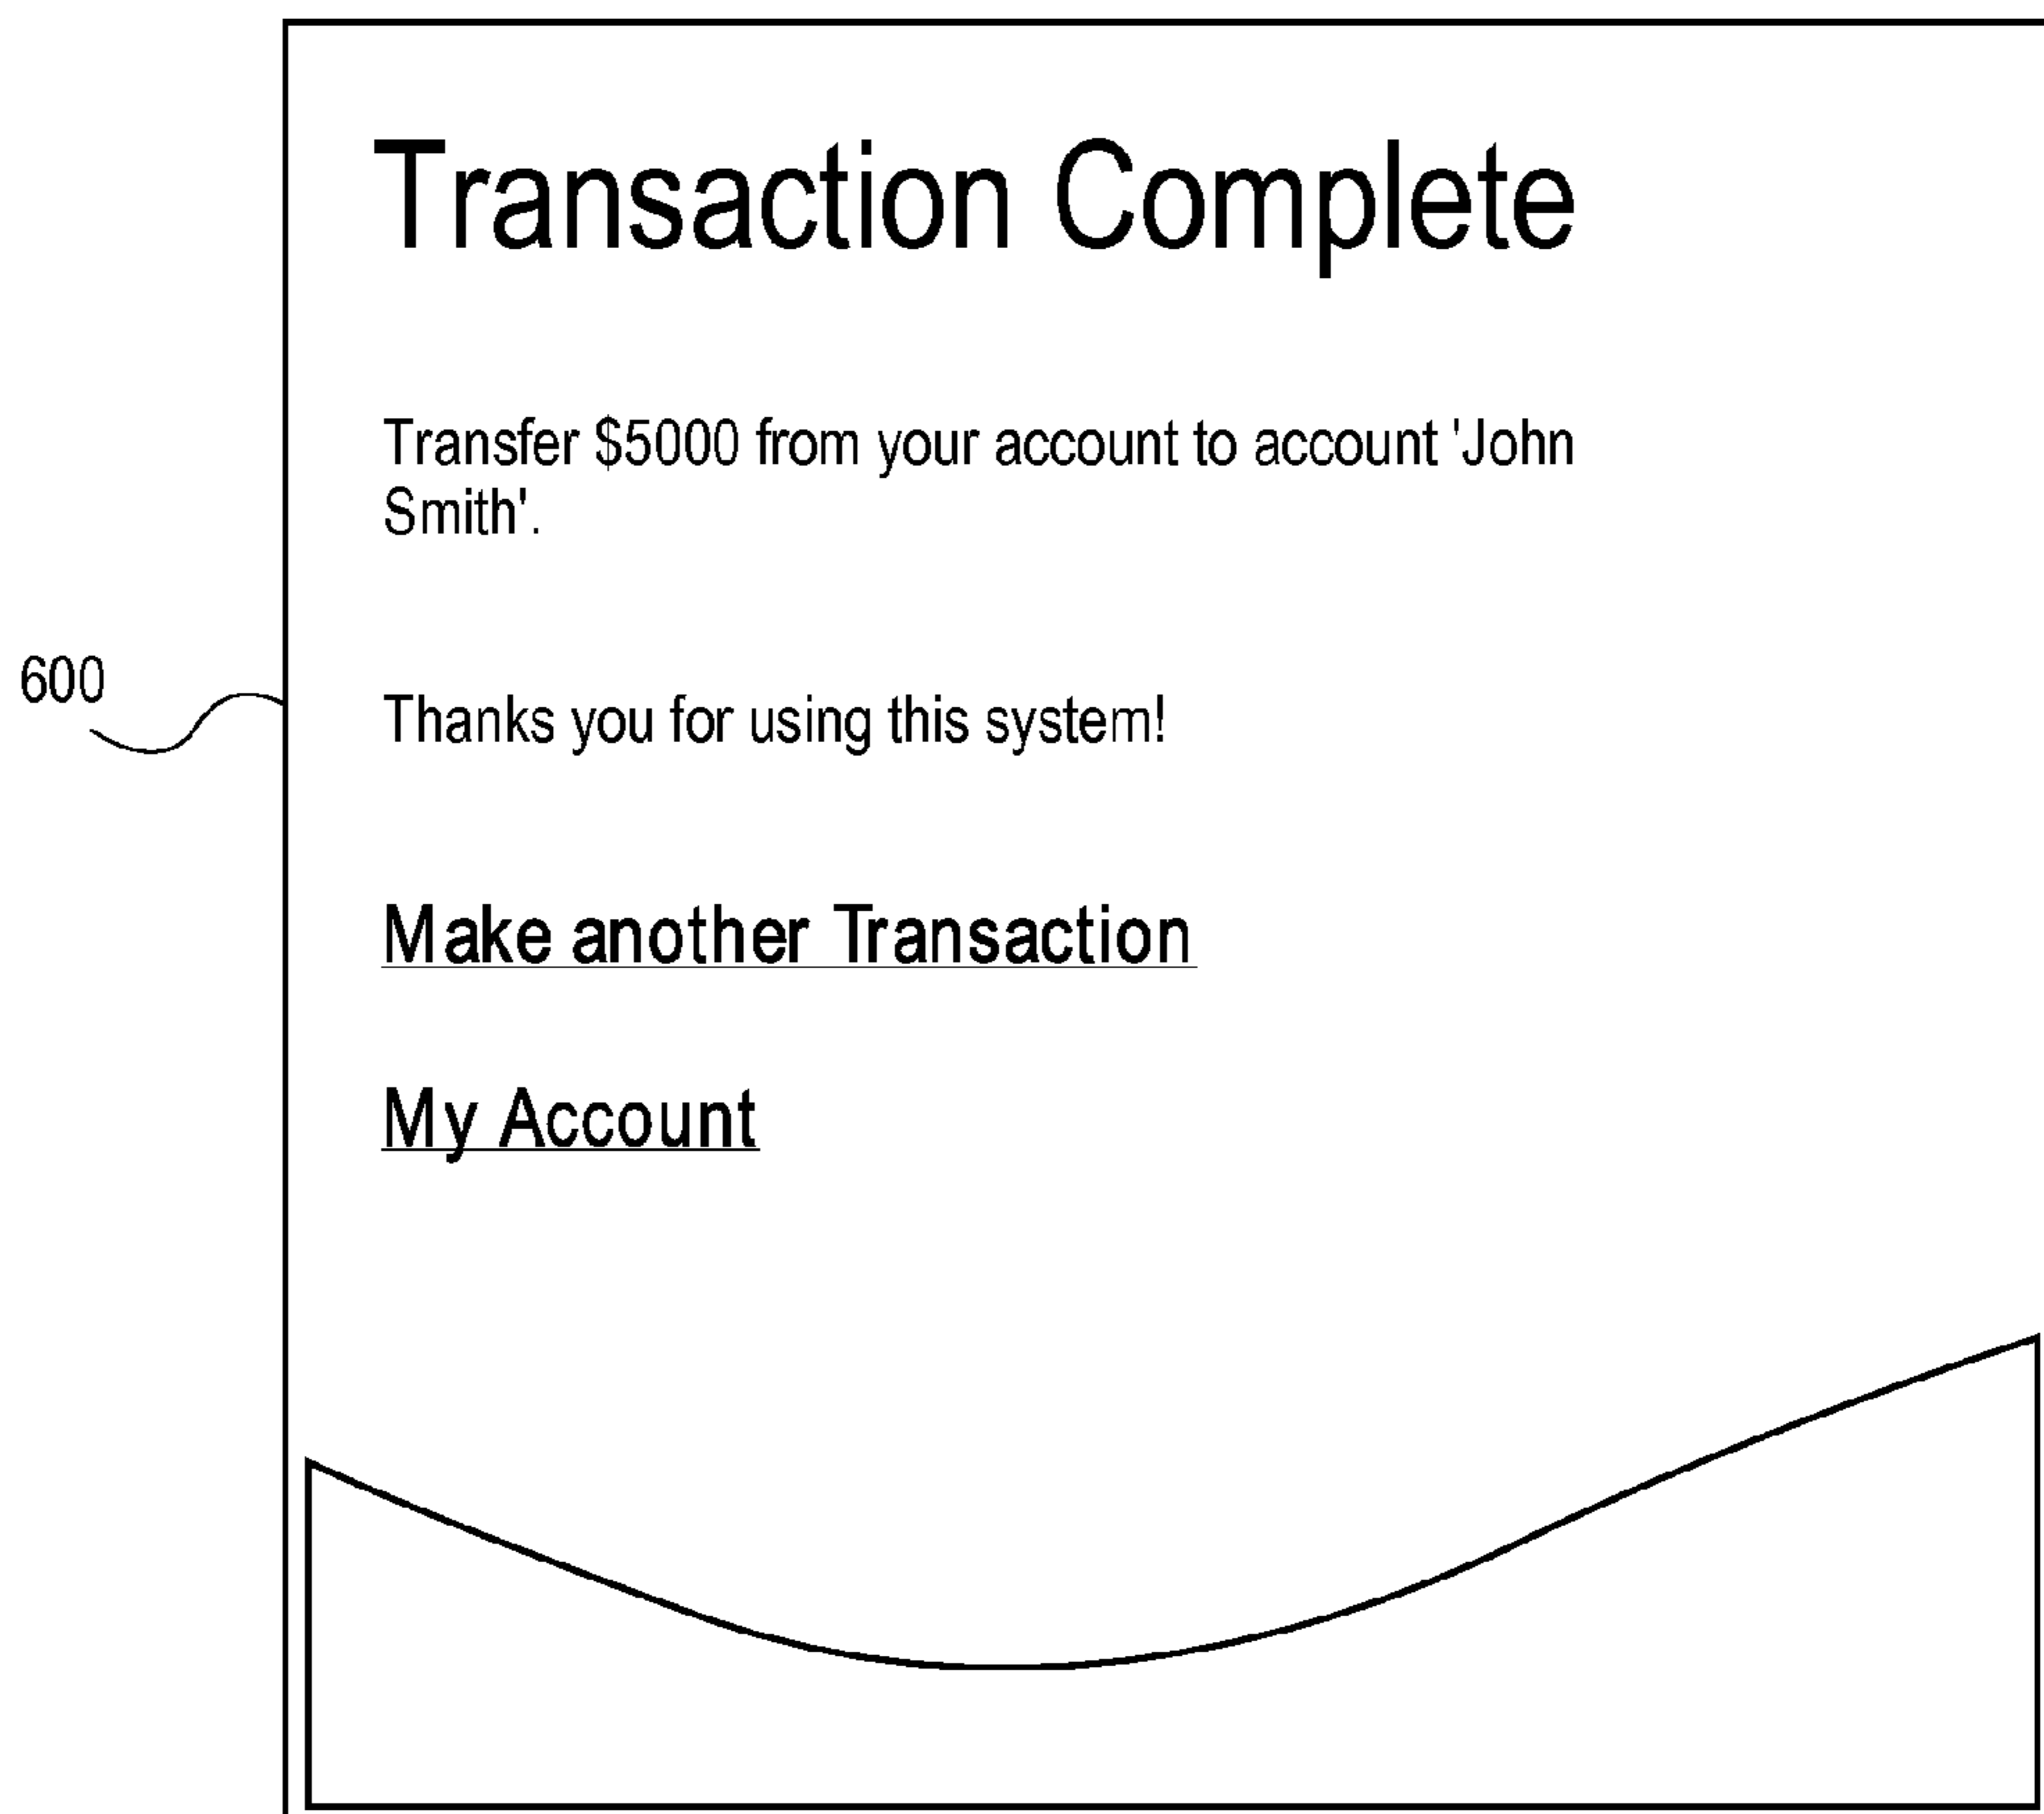 Transaction Complete
Transfer $5000 from your account to account 'John
Smith'.
600
Thanks you for using this system!
Make another Transaction
My Account